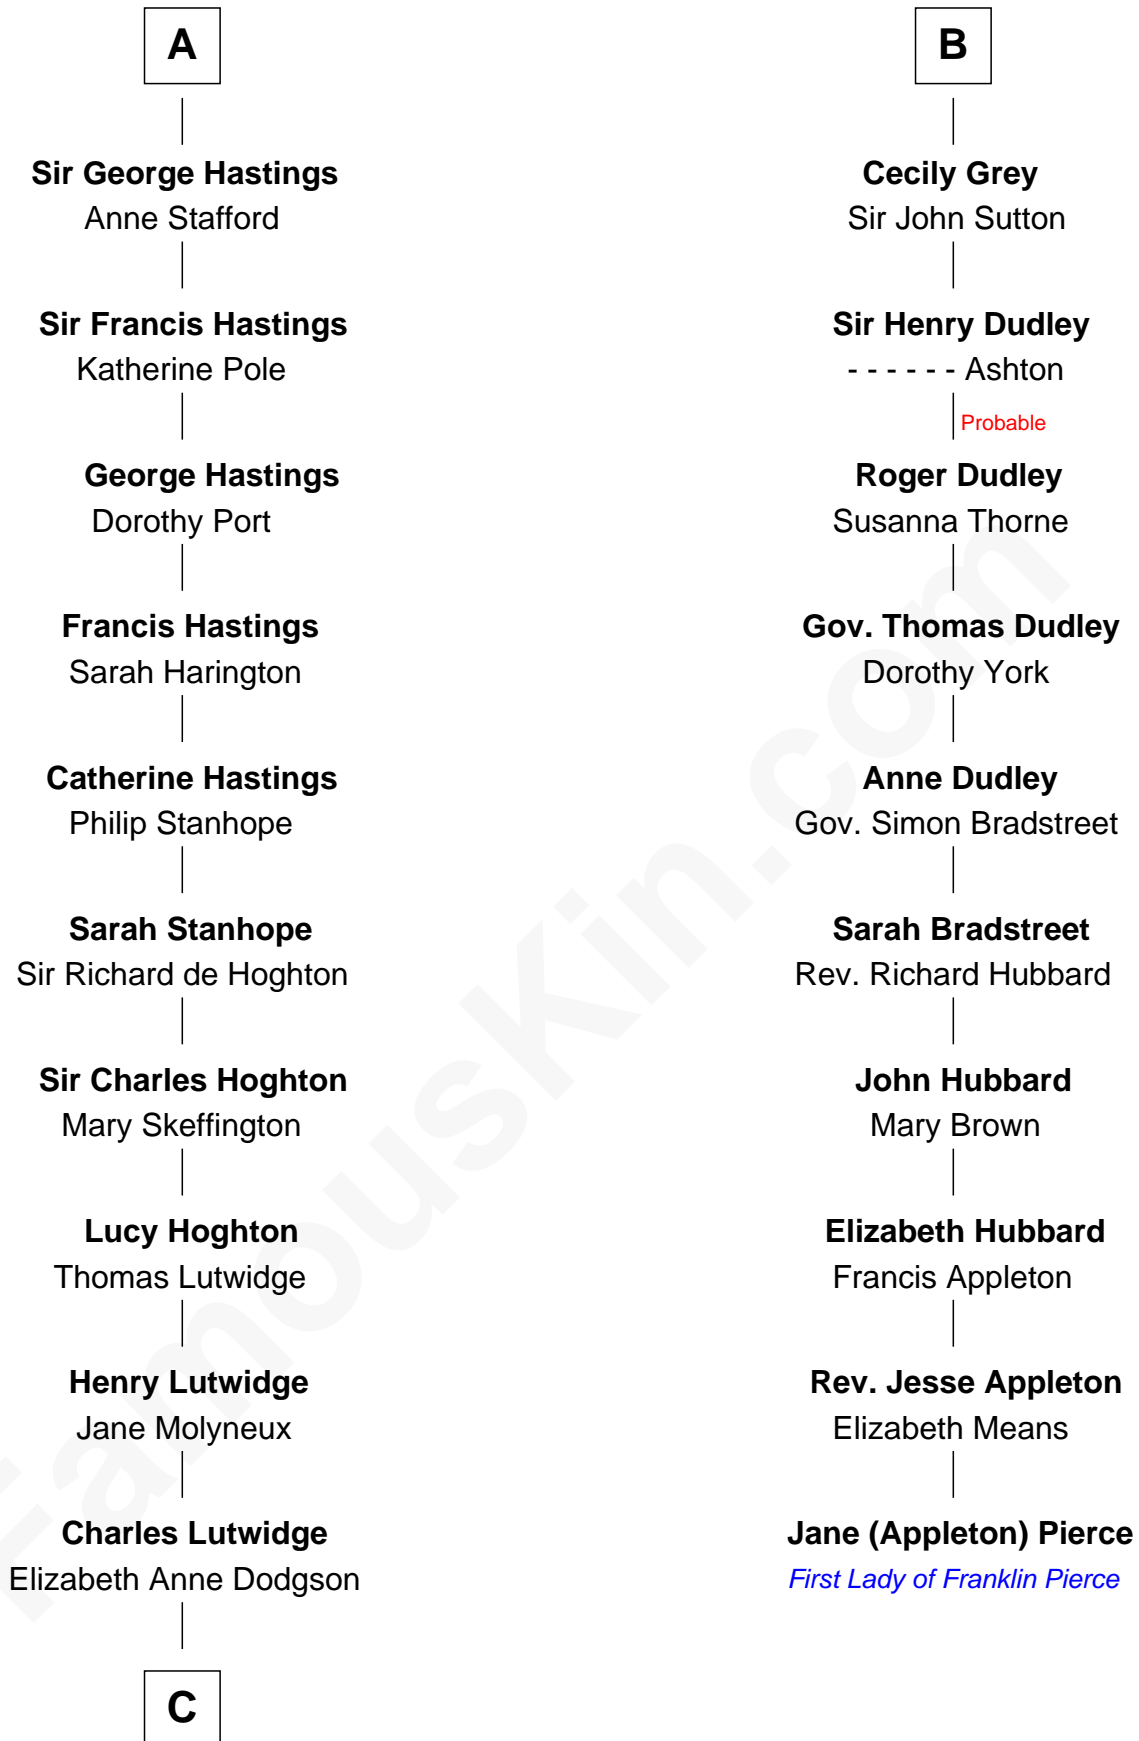 A
Sir George Hastings
Anne Stafford
Sir Francis Hastings
Katherine Pole
George Hastings
Dorothy Port
Francis Hastings
Sarah Harington
Catherine Hastings
Philip Stanhope
Sarah Stanhope
Sir Richard de Hoghton
Sir Charles Hoghton
Mary Skeffington
Lucy Hoghton
Thomas Lutwidge
Henry Lutwidge
Jane Molyneux
Charles Lutwidge
Elizabeth Anne Dodgson
C
B
Cecily Grey
Sir John Sutton
Sir Henry Dudley
- - - - - - Ashton
Probable
Roger Dudley
Susanna Thorne
Gov. Thomas Dudley
Dorothy York
Anne Dudley
Gov. Simon Bradstreet
Sarah Bradstreet
Rev. Richard Hubbard
John Hubbard
Mary Brown
Elizabeth Hubbard
Francis Appleton
Rev. Jesse Appleton
Elizabeth Means
Jane (Appleton) Pierce
First Lady of Franklin Pierce
FamousKin.com